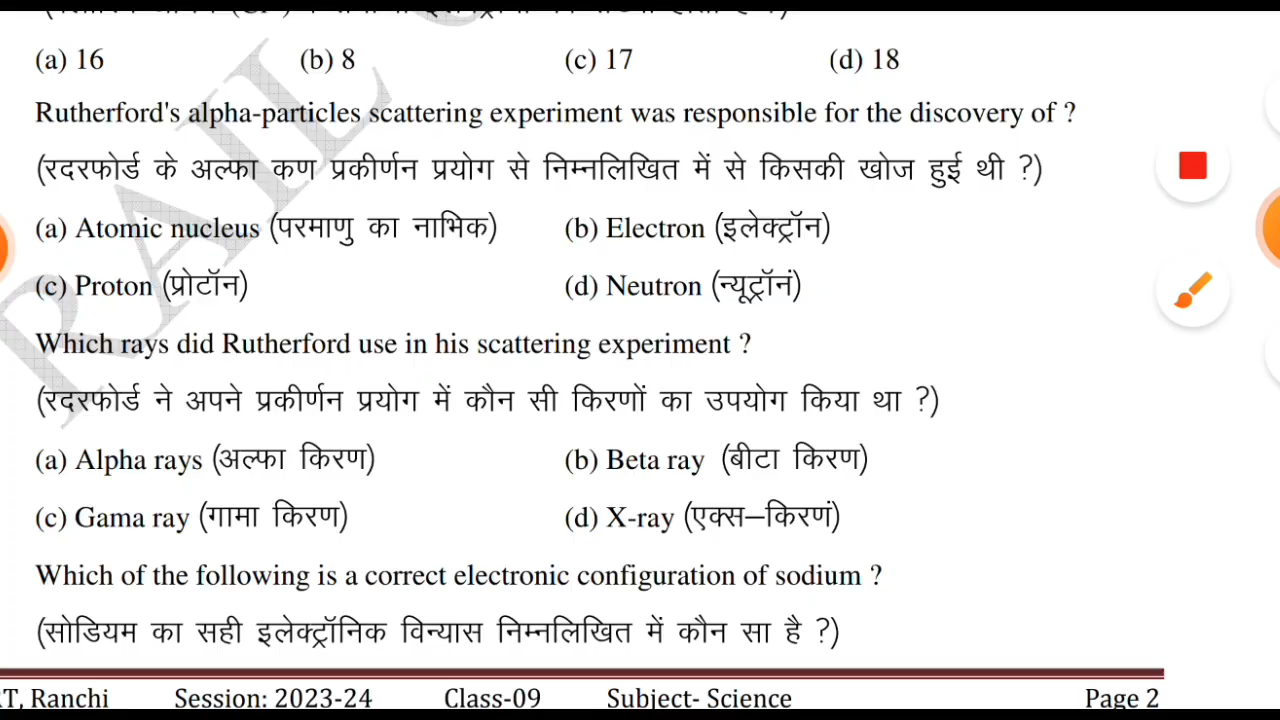 (a) 16 (b) 8 (c) 17 (d) 18
Rutherford's alpha-particles scattering experiment was responsible for the discovery of ?
(रदरफोर्ड के अल्फा कण प्रकीर्णन प्रयोग से निम्नलिखित में से किसकी खोज हुई थी ?)
(a) Atomic nucleus (परमाणु का नाभिक) (b) Electron (इलेक्ट्रॉन)
(c) Proton (प्रोटॉन) (d) Neutron (न्यूट्रॉनं)
Which rays did Rutherford use in his scattering experiment ?
(रदरफोर्ड ने अपने प्रकीर्णन प्रयोग में कौन सी किरणों का उपयोग किया था ?)
(a) Alpha rays (अल्फा किरण) (b) Beta ray (बीटा किरण)
(c) Gama ray (गामा किरण) (d) X-ray (एक्स–किरणं)
Which of the following is a correct electronic configuration of sodium ?
(सोडियम का सही इलेक्ट्रॉनिक विन्यास निम्नलिखित में कौन सा है ?)
RT, Ranchi Session: 2023-24 Class-09 Subject- Science Page 2
RAIL